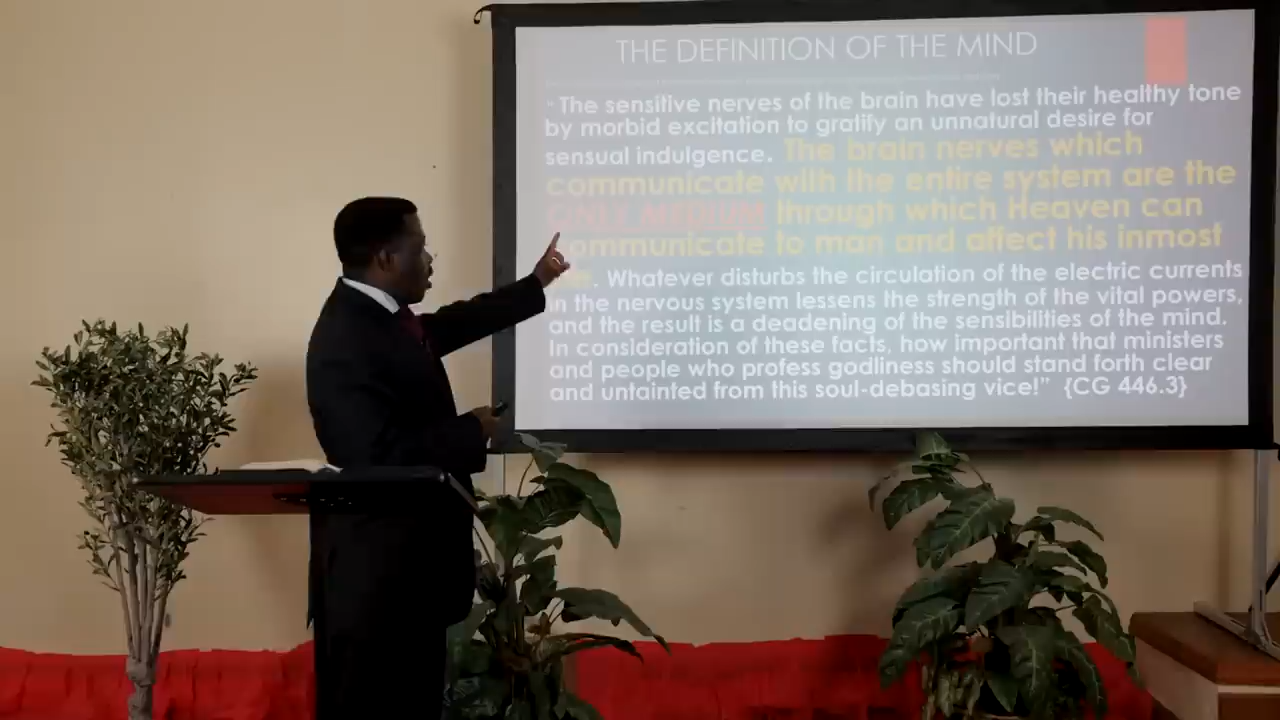 THE DEFINITION OF THE MIND
"The sensitive nerves of the brain have lost their healthy tone
by morbid excitation to gratify an unnatural desire for
sensual indulgence. The brain nerves which
communicate with the entire system are the
ONLY MEDIUM through which Heaven can
communicate to man and affect his inmost
. Whatever disturbs the circulation of the electric currents
in the nervous system lessens the strength of the vital powers,
and the result is a deadening of the sensibilities of the mind.
In consideration of these facts, how important that ministers
and people who profess godliness should stand forth clear
and untainted from this soul-debasing vice!" {CG 446.3}